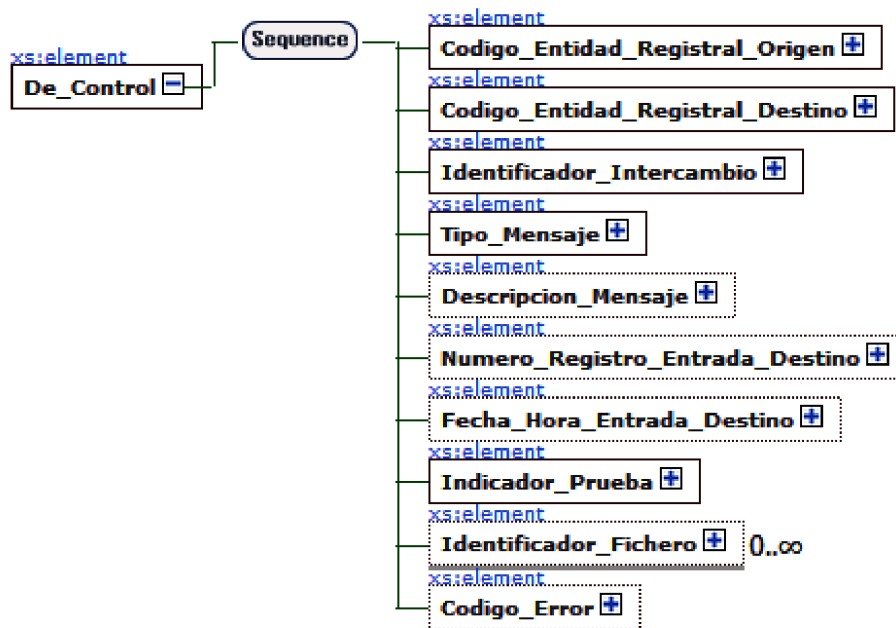 xs:element
De_Control
Sequence
xs:element
Codigo_Entidad_Registral_Origen
xs:element
Codigo_Entidad_Registral_Destino
xs:element
Identificador_Intercambio
xs:element
Tipo_Mensaje
xs:element
Descripcion_Mensaje
xs:element
Numero_Registro_Entrada_Destino
xs:element
Fecha_Hora_Entrada_Destino
xs:element
Indicador_Prueba
xs:element
Identificador_Fichero 0..∞
xs:element
Codigo_Error